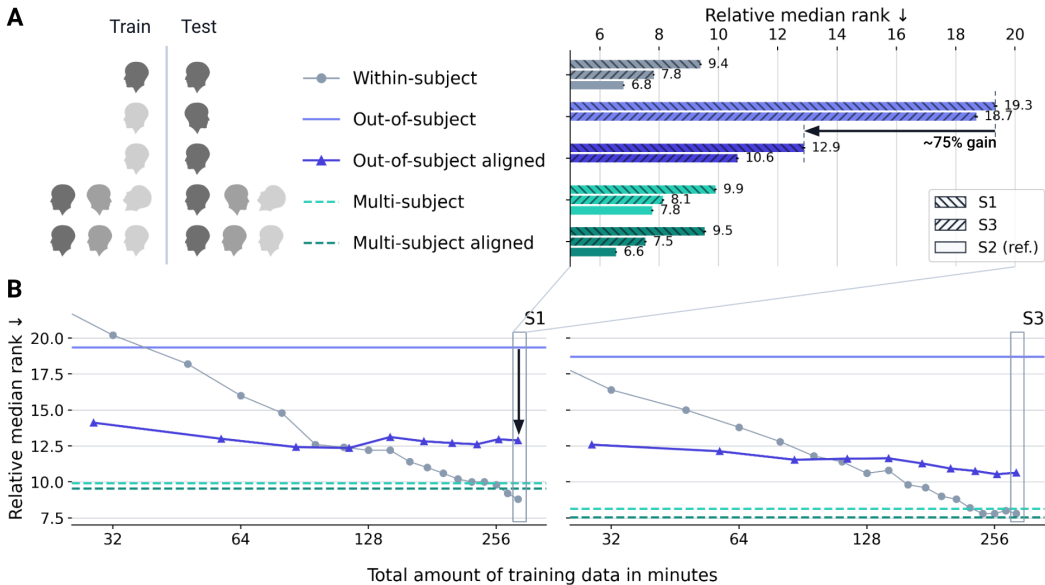 A
Train Test
Within-subject
Out-of-subject
Out-of-subject aligned
Multi-subject
Multi-subject aligned
Relative median rank ↓
6 8 10 12 14 16 18 20
9.4
7.8
6.8
19.3
18.7
~75% gain
12.9
10.6
9.9
8.1
7.8
9.5
7.5
6.6
S1
S3
S2 (ref.)
B
Relative median rank ↓
S1
S3
20.0
17.5
15.0
12.5
10.0
7.5
32 64 128 256
32 64 128 256
Total amount of training data in minutes